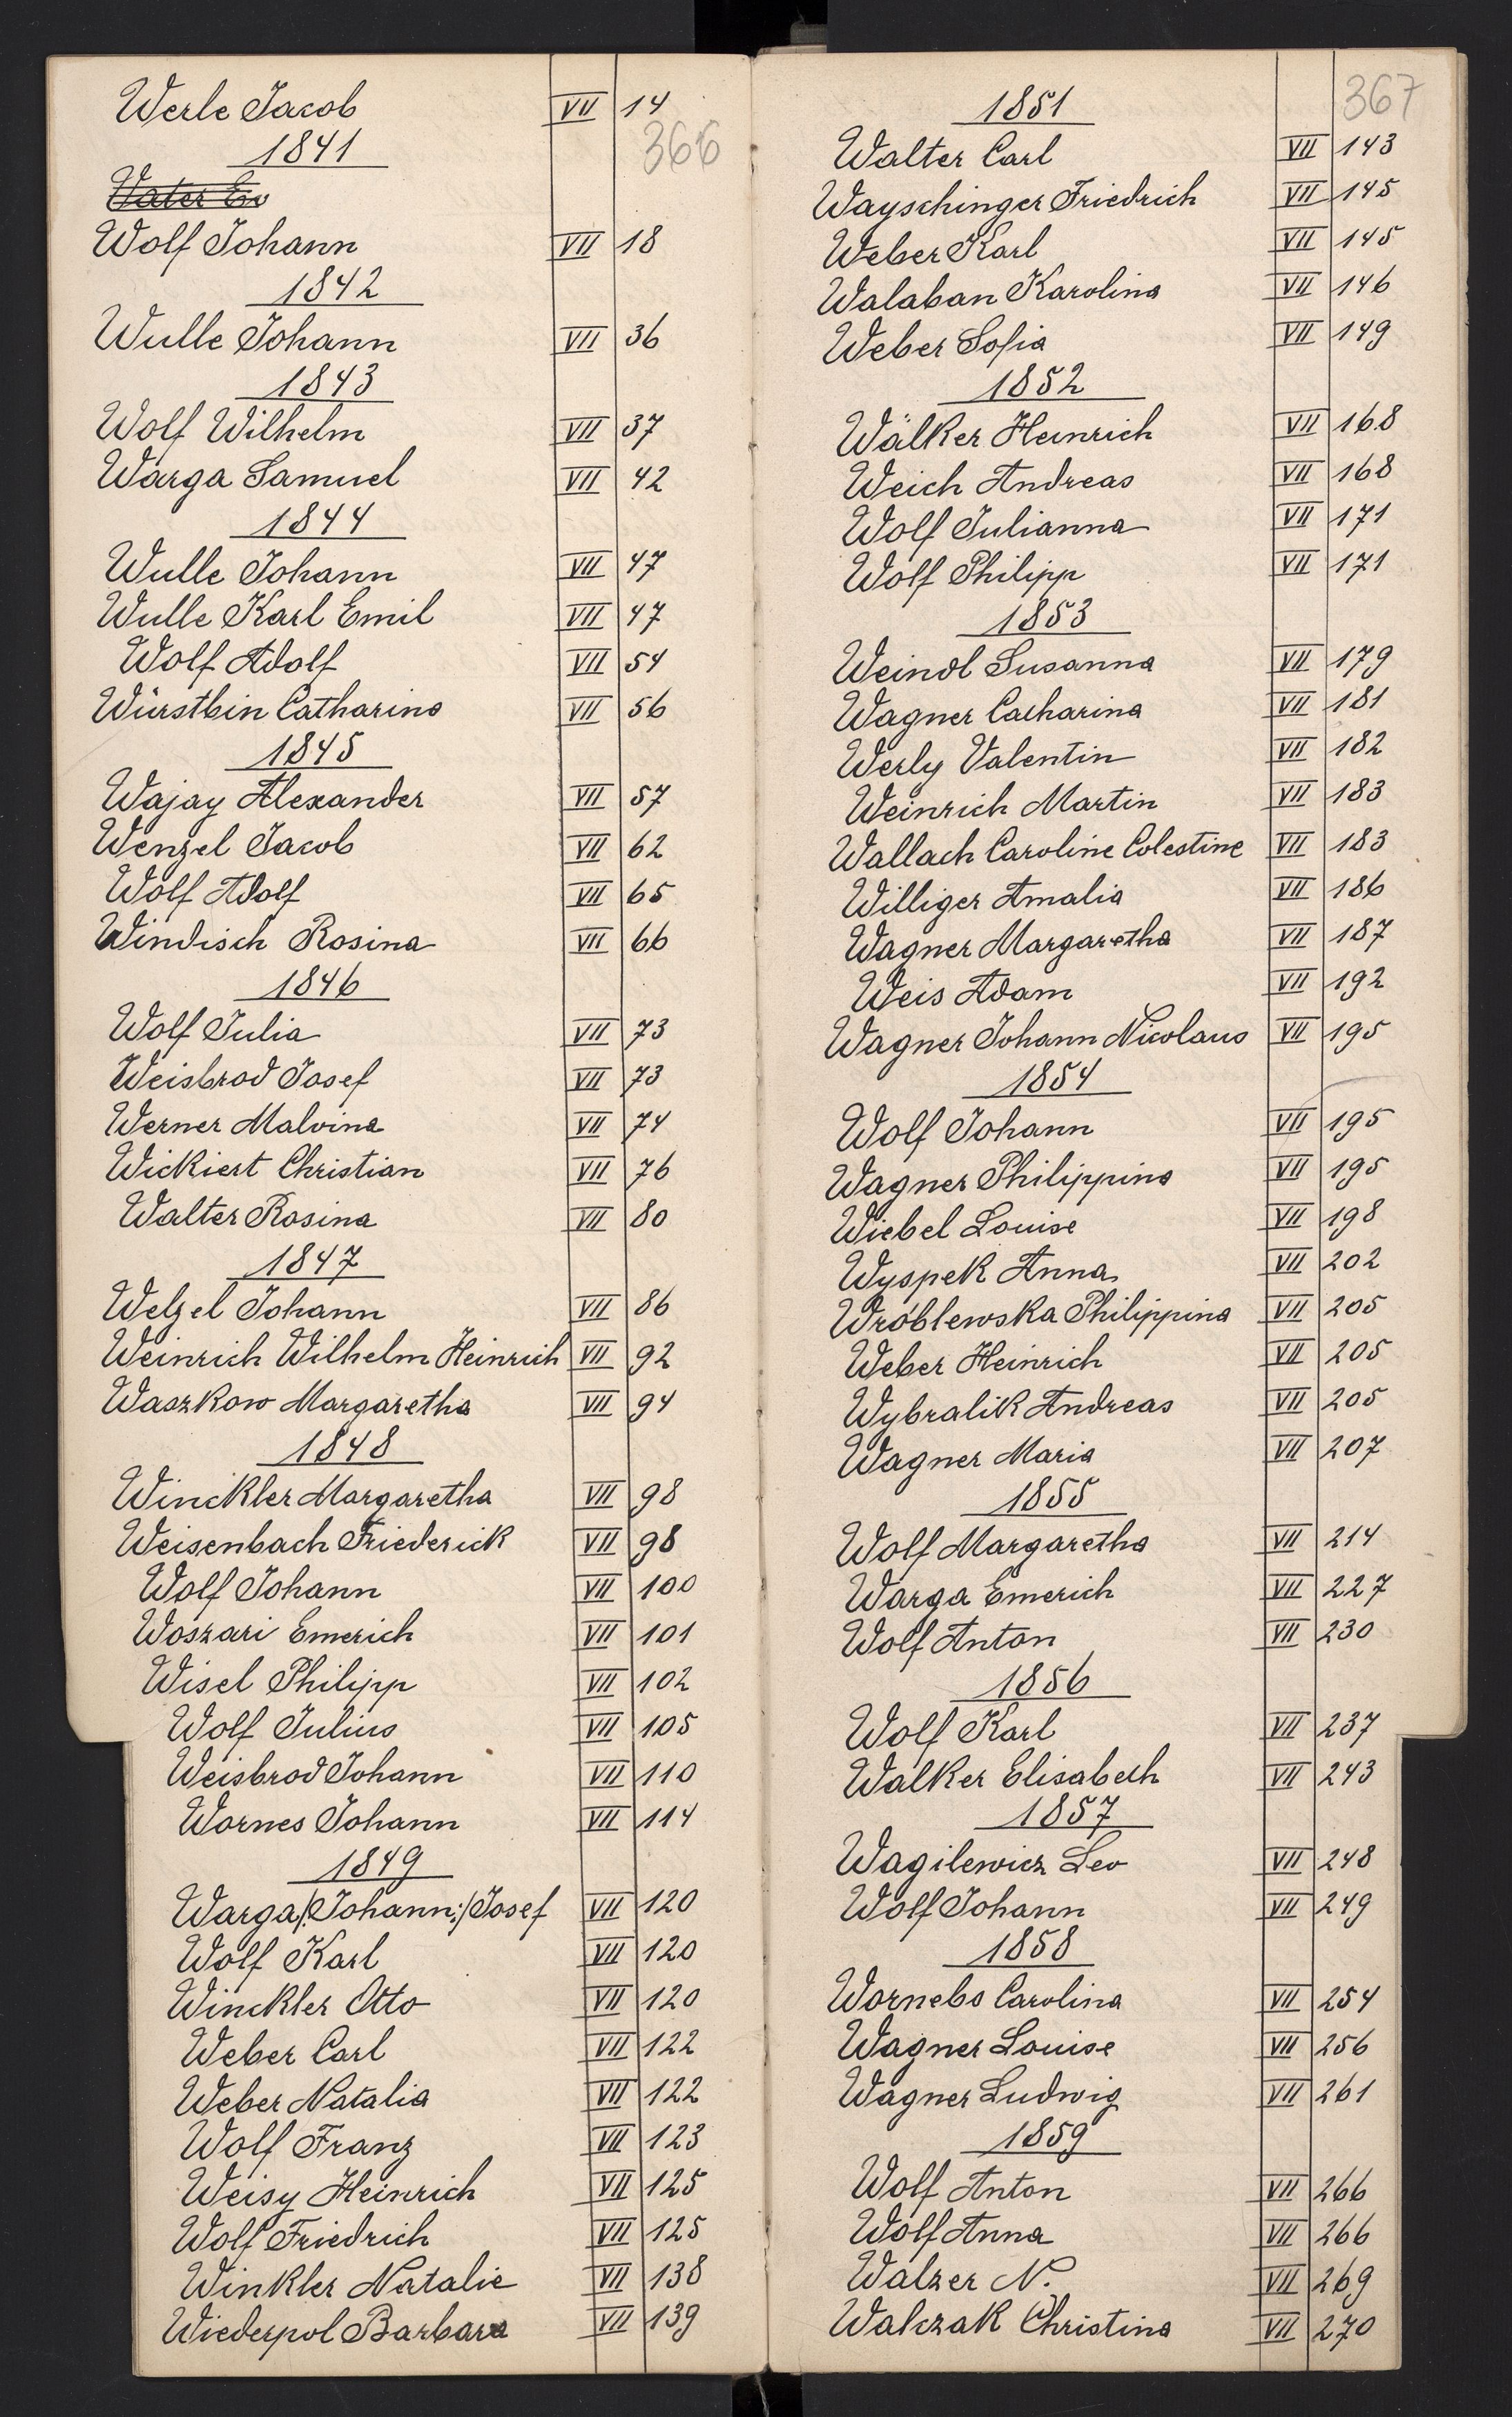 Werle Jacob VII 14
366
1841
Vater Ev
Wolf Johann VII 18
1842
Wulle Johann VII 36
1843
Wolf Wilhelm VII 37
Warga Samuel VII 42
1844
Wulle Johann VII 47
Wulle Karl Emil VII 47
Wolf Adolf VII 54
Würstlin Catharina VII 56
1845
Wajay Alexander VII 57
Wenzel Jacob VII 62
Wolf Adolf VII 65
Windisch Rosina VII 66
1846
Wolf Julia VII 73
Weisbrod Josef VII 73
Werner Malvina VII 74
Wickiert Christian VII 76
Walter Rosina VII 80
1847
Welzel Johann VII 86
Weinrich Wilhelm Heinrich VII 92
Waszkow Margaretha VII 94
1848
Winckler Margaretha VII 98
Weisenbach Friederick VII 98
Wolf Johann VII 100
Woszari Emerich VII 101
Wisel Philipp VII 102
Wolf Julius VII 105
Weisbrod Johann VII 110
Wornes Johann VII 114
1849
Warga /:Johann:/ Josef VII 120
Wolf Karl VII 120
Winckler Otto VII 120
Weber Carl VII 122
Weber Natalia VII 122
Wolf Franz VII 123
Weisy Heinrich VII 125
Wolf Friedrich VII 125
Winkler Natalie VII 138
Wiederpol Barbara VII 139
367
1851
Walter Carl VII 143
Wayschinger Friedrich VII 145
Weber Karl VII 145
Walaban Karolina VII 146
Weber Sofia VII 149
1852
Wälker Heinrich VII 168
Weich Andreas VII 168
Wolf Julianna VII 171
Wolf Philipp VII 171
1853
Weindl Susanna VII 179
Wagner Catharina VII 181
Werly Valentin VII 182
Weinrich Martin VII 183
Wallach Caroline Colestine VII 183
Williger Amalia VII 186
Wagner Margaretha VII 187
Weis Adam VII 192
Wagner Johann Nicolaus VII 195
1854
Wolf Johann VII 195
Wagner Philippina VII 195
Wiebel Louise VII 198
Wyspek Anna VII 202
Wróblewska Philippina VII 205
Weber Heinrich VII 205
Wybralik Andreas VII 205
Wagner Maria VII 207
1855
Wolf Margaretha VII 214
Warga Emerich VII 227
Wolf Anton VII 230
1856
Wolf Karl VII 237
Walker Elisabeth VII 243
1857
Wagilewicz Leo VII 248
Wolf Johann VII 249
1858
Wornebs Carolina VII 254
Wagner Louise VII 256
Wagner Ludwig VII 261
1859
Wolf Anton VII 266
Wolf Anna VII 266
Walzer N. VII 269
Walczak Christina VII 270